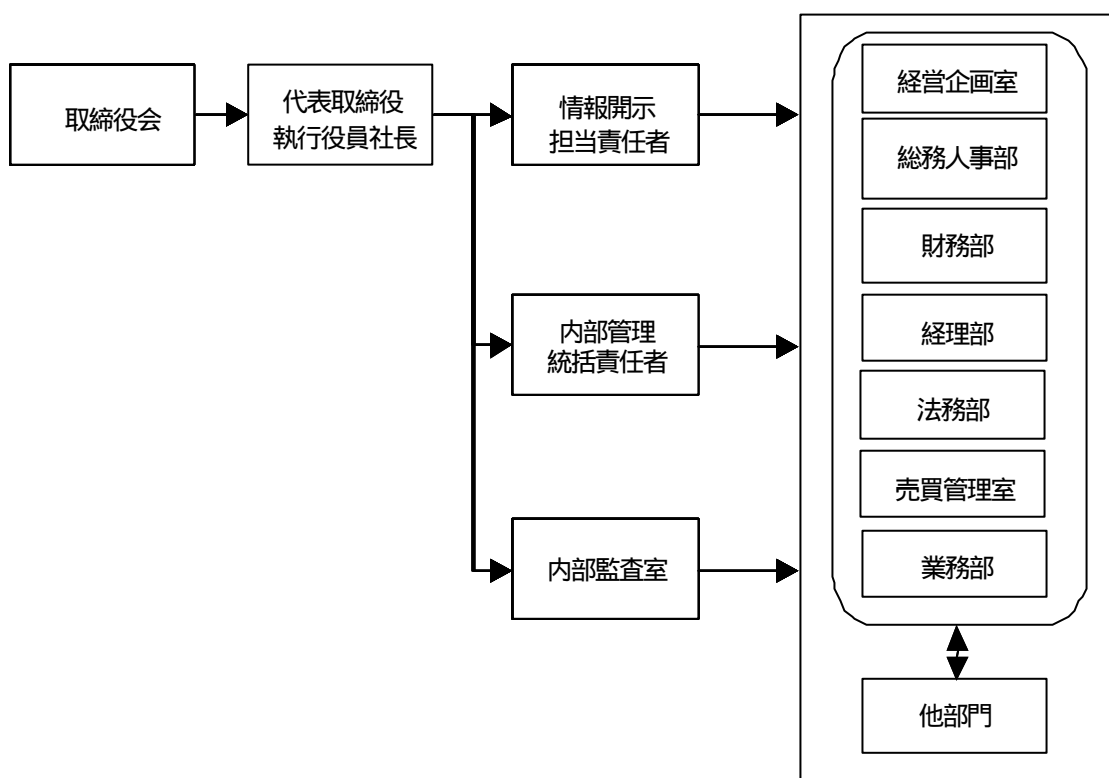 取締役会
代表取締役
執行役員社長
情報開示
担当責任者
内部管理
統括責任者
内部監査室
経営企画室
総務人事部
財務部
経理部
法務部
売買管理室
業務部
他部門